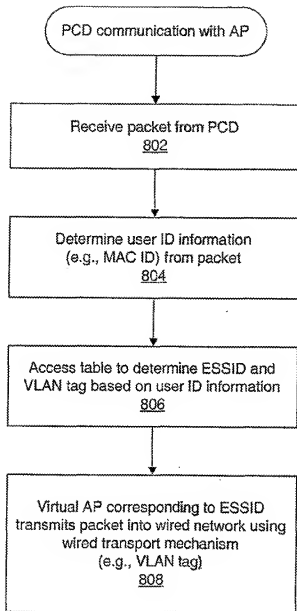 PCD communication with AP
Receive packet from PCD
802
Determine user ID information
(e.g., MAC ID) from packet
804
Access table to determine ESSID and
VLAN tag based on user ID information
806
Virtual AP corresponding to ESSID
transmits packet into wired network using
wired transport mechanism
(e.g., VLAN tag)
808